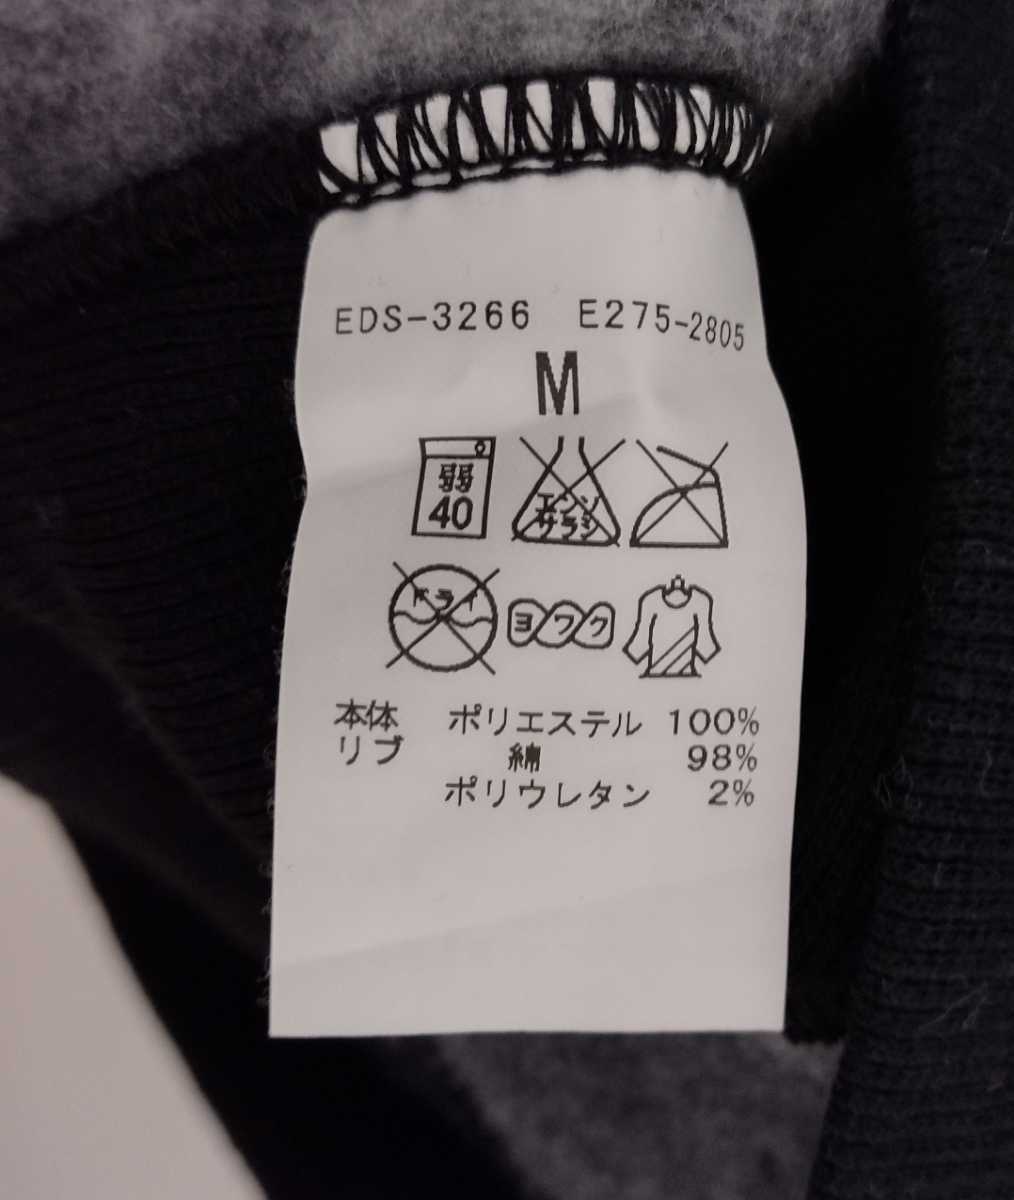 EDS-3266 E275-2805
M
弱
40
エンソ
サラシ
ドライ
ヨワク
本体 ポリエステル 100%
リブ 綿 98%
ポリウレタン 2%